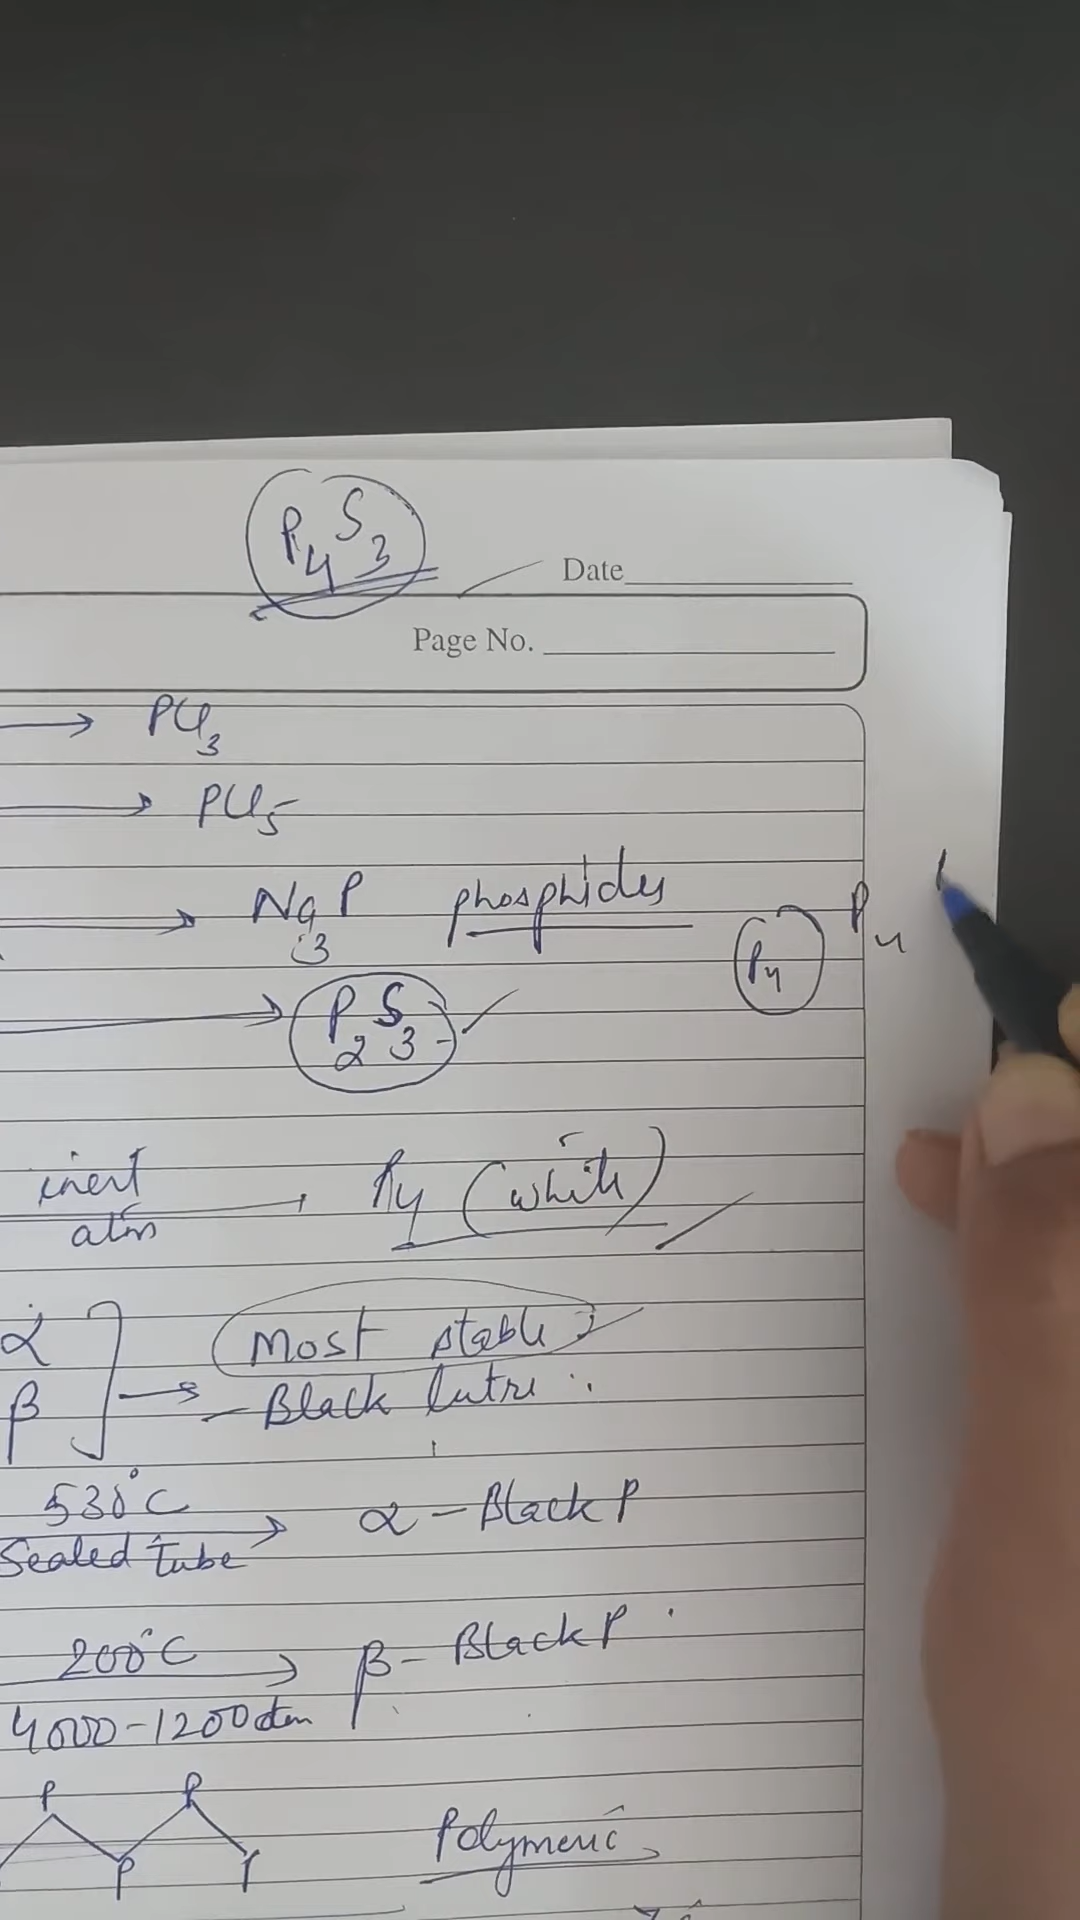 P4S3
Date
Page No.
→ PCl3
→ PCl5
→ Na3P phosphides
P4 P4
→ P2S3
inert
atm
→ P4 (white)
α
β
→ Most stable
- Black
530°C
Sealed tube
→ α - Black P
200°C
4000-1200 atm
→ β - Black P
P P
P P
Polymeric